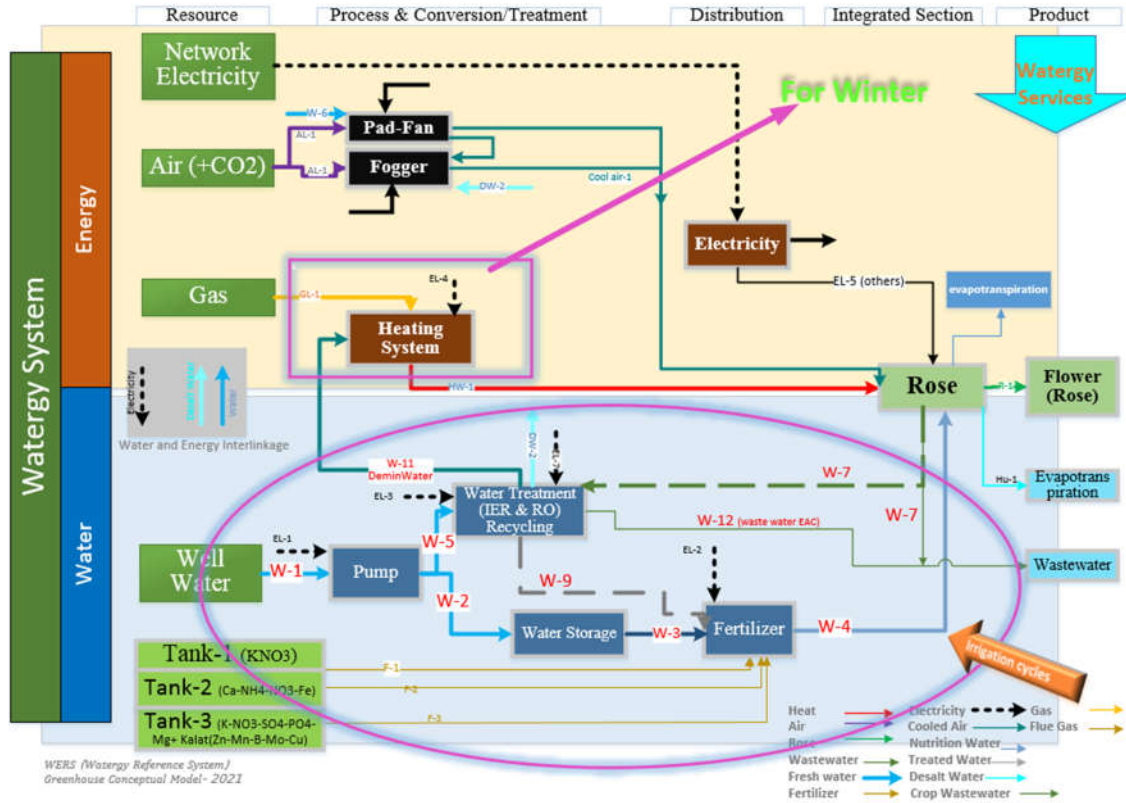 Resource
Process & Conversion/Treatment
Distribution
Integrated Section
Product
Watergy System
Energy
Water
Network
Electricity
For Winter
Watergy
Services
W-6
Pad-Fan
AL-1
Air (+CO2)
AL-1
Fogger
Cool air-1
DW-2
Electricity
EL-4
EL-5 (others)
Gas
GL-1
evapotranspiration
Heating
System
HW-1
Rose
R-1
Flower
(Rose)
Electricity
Desalt Water
Water
Water and Energy Interlinkage
DW-2
EL-7
W-11
DeminWater
W-7
EL-3
Water Treatment
(IER & RO)
Recycling
Hu-1
Evapotrans
piration
W-12 (waste water EAC)
W-7
EL-1
W-5
EL-2
Well
Water
W-1
Pump
W-9
Wastewater
W-2
Water Storage
W-3
Fertilizer
W-4
Irrigation cycles
Tank-1 (KNO3)
F-1
Tank-2 (Ca-NH4-NO3-Fe)
F-2
Tank-3 (K-NO3-SO4-PO4-
Mg+ Kalat(Zn-Mn-B-Mo-Cu)
F-3
Heat
Electricity
Gas
Air
Cooled Air
Flue Gas
Rose
Nutrition Water
Wastewater
Treated Water
Fresh water
Desalt Water
Fertilizer
Crop Wastewater
WERS (Watergy Reference System)
Greenhouse Conceptual Model- 2021